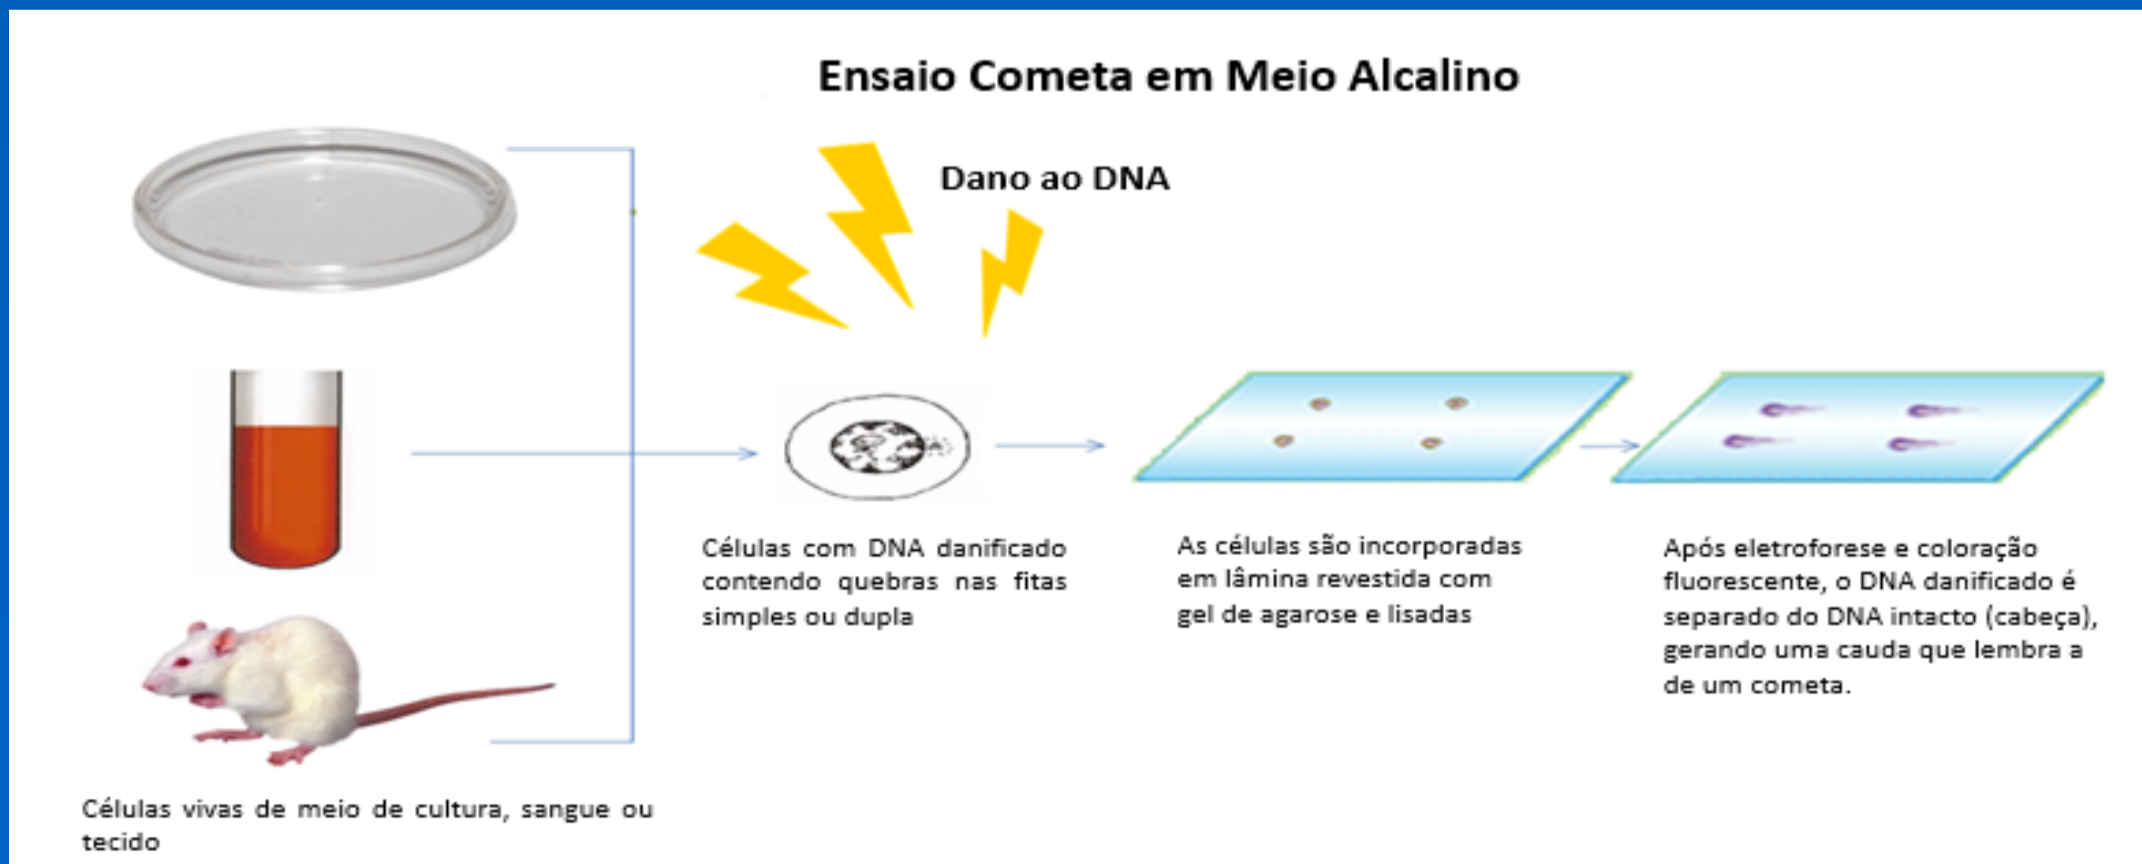 Ensaio Cometa em Meio Alcalino
Dano ao DNA
Células com DNA danificado
contendo quebras nas fitas
simples ou dupla
As células são incorporadas
em lâmina revestida com
gel de agarose e lisadas
Após eletroforese e coloração
fluorescente, o DNA danificado é
separado do DNA intacto (cabeça),
gerando uma cauda que lembra a
de um cometa.
Células vivas de meio de cultura, sangue ou
tecido